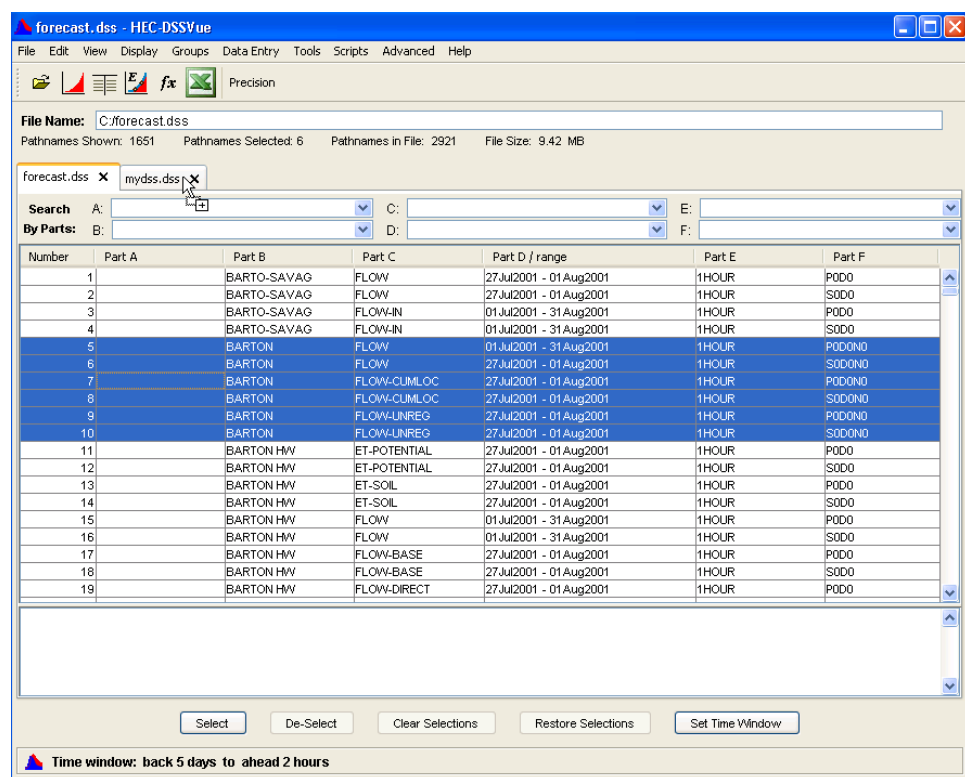 forecast.dss - HEC-DSSVue
File Edit View Display Groups Data Entry Tools Scripts Advanced Help
E fx Precision
File Name: C:/forecast.dss
Pathnames Shown: 1651 Pathnames Selected: 6 Pathnames in File: 2921 File Size: 9.42 MB
forecast.dss mydss.dss
Search A: C: E:
By Parts: B: D: F:
Number Part A Part B Part C Part D / range Part E Part F
1 BARTO-SAVAG FLOW 27Jul2001 - 01Aug2001 1HOUR P0D0
2 BARTO-SAVAG FLOW 27Jul2001 - 01Aug2001 1HOUR S0D0
3 BARTO-SAVAG FLOW-IN 01Jul2001 - 31Aug2001 1HOUR P0D0
4 BARTO-SAVAG FLOW-IN 01Jul2001 - 31Aug2001 1HOUR S0D0
5 BARTON FLOW 01Jul2001 - 31Aug2001 1HOUR P0D0N0
6 BARTON FLOW 27Jul2001 - 01Aug2001 1HOUR S0D0N0
7 BARTON FLOW-CUMLOC 27Jul2001 - 01Aug2001 1HOUR P0D0N0
8 BARTON FLOW-CUMLOC 27Jul2001 - 01Aug2001 1HOUR S0D0N0
9 BARTON FLOW-UNREG 27Jul2001 - 01Aug2001 1HOUR P0D0N0
10 BARTON FLOW-UNREG 27Jul2001 - 01Aug2001 1HOUR S0D0N0
11 BARTON HW ET-POTENTIAL 27Jul2001 - 01Aug2001 1HOUR P0D0
12 BARTON HW ET-POTENTIAL 27Jul2001 - 01Aug2001 1HOUR S0D0
13 BARTON HW ET-SOIL 27Jul2001 - 01Aug2001 1HOUR P0D0
14 BARTON HW ET-SOIL 27Jul2001 - 01Aug2001 1HOUR S0D0
15 BARTON HW FLOW 01Jul2001 - 31Aug2001 1HOUR P0D0
16 BARTON HW FLOW 01Jul2001 - 31Aug2001 1HOUR S0D0
17 BARTON HW FLOW-BASE 27Jul2001 - 01Aug2001 1HOUR P0D0
18 BARTON HW FLOW-BASE 27Jul2001 - 01Aug2001 1HOUR S0D0
19 BARTON HW FLOW-DIRECT 27Jul2001 - 01Aug2001 1HOUR P0D0
Select De-Select Clear Selections Restore Selections Set Time Window
Time window: back 5 days to ahead 2 hours